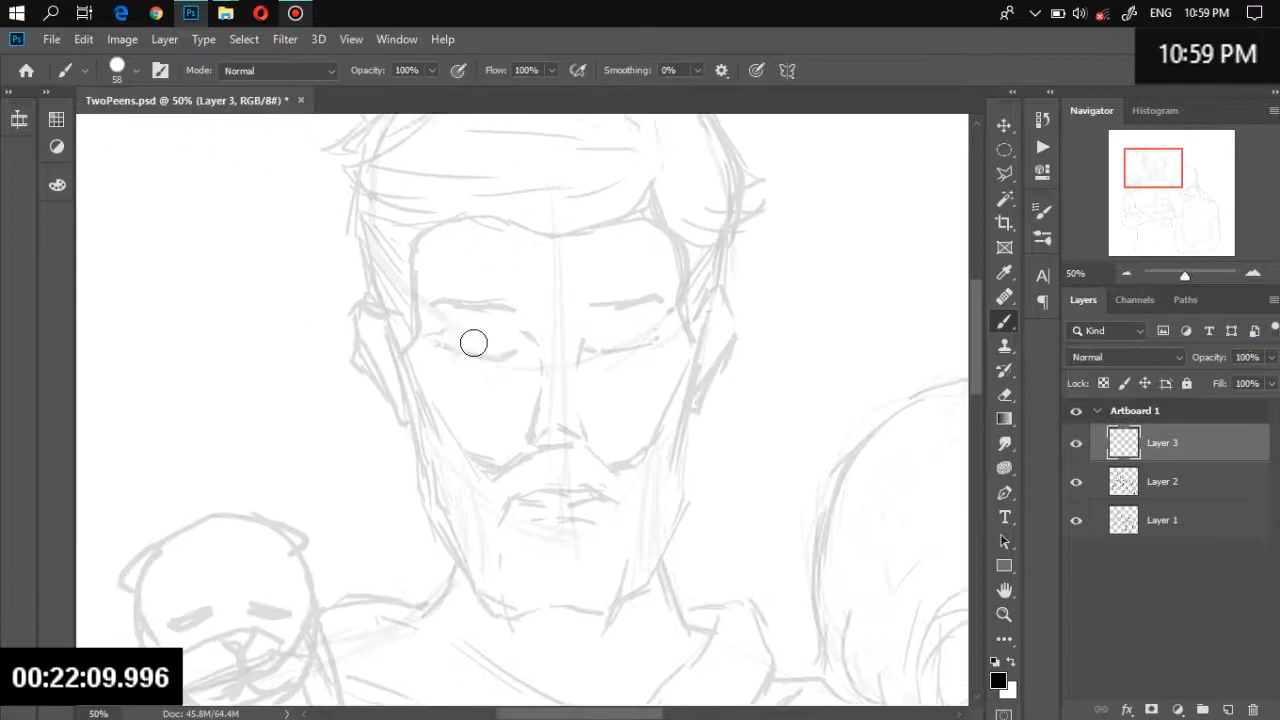 ENG 10:59 PM
10:59 PM
Ps File Edit Image Layer Type Select Filter 3D View Window Help
58 Mode: Normal Opacity: 100% Flow: 100% Smoothing: 0%
TwoPeens.psd @ 50% (Layer 3, RGB/8#) * ×
Navigator Histogram
50%
Layers Channels Paths
Kind
Normal Opacity: 100%
Lock: Fill: 100%
Artboard 1
Layer 3
Layer 2
Layer 1
00:22:09.996
50% Doc: 45.8M/64.4M